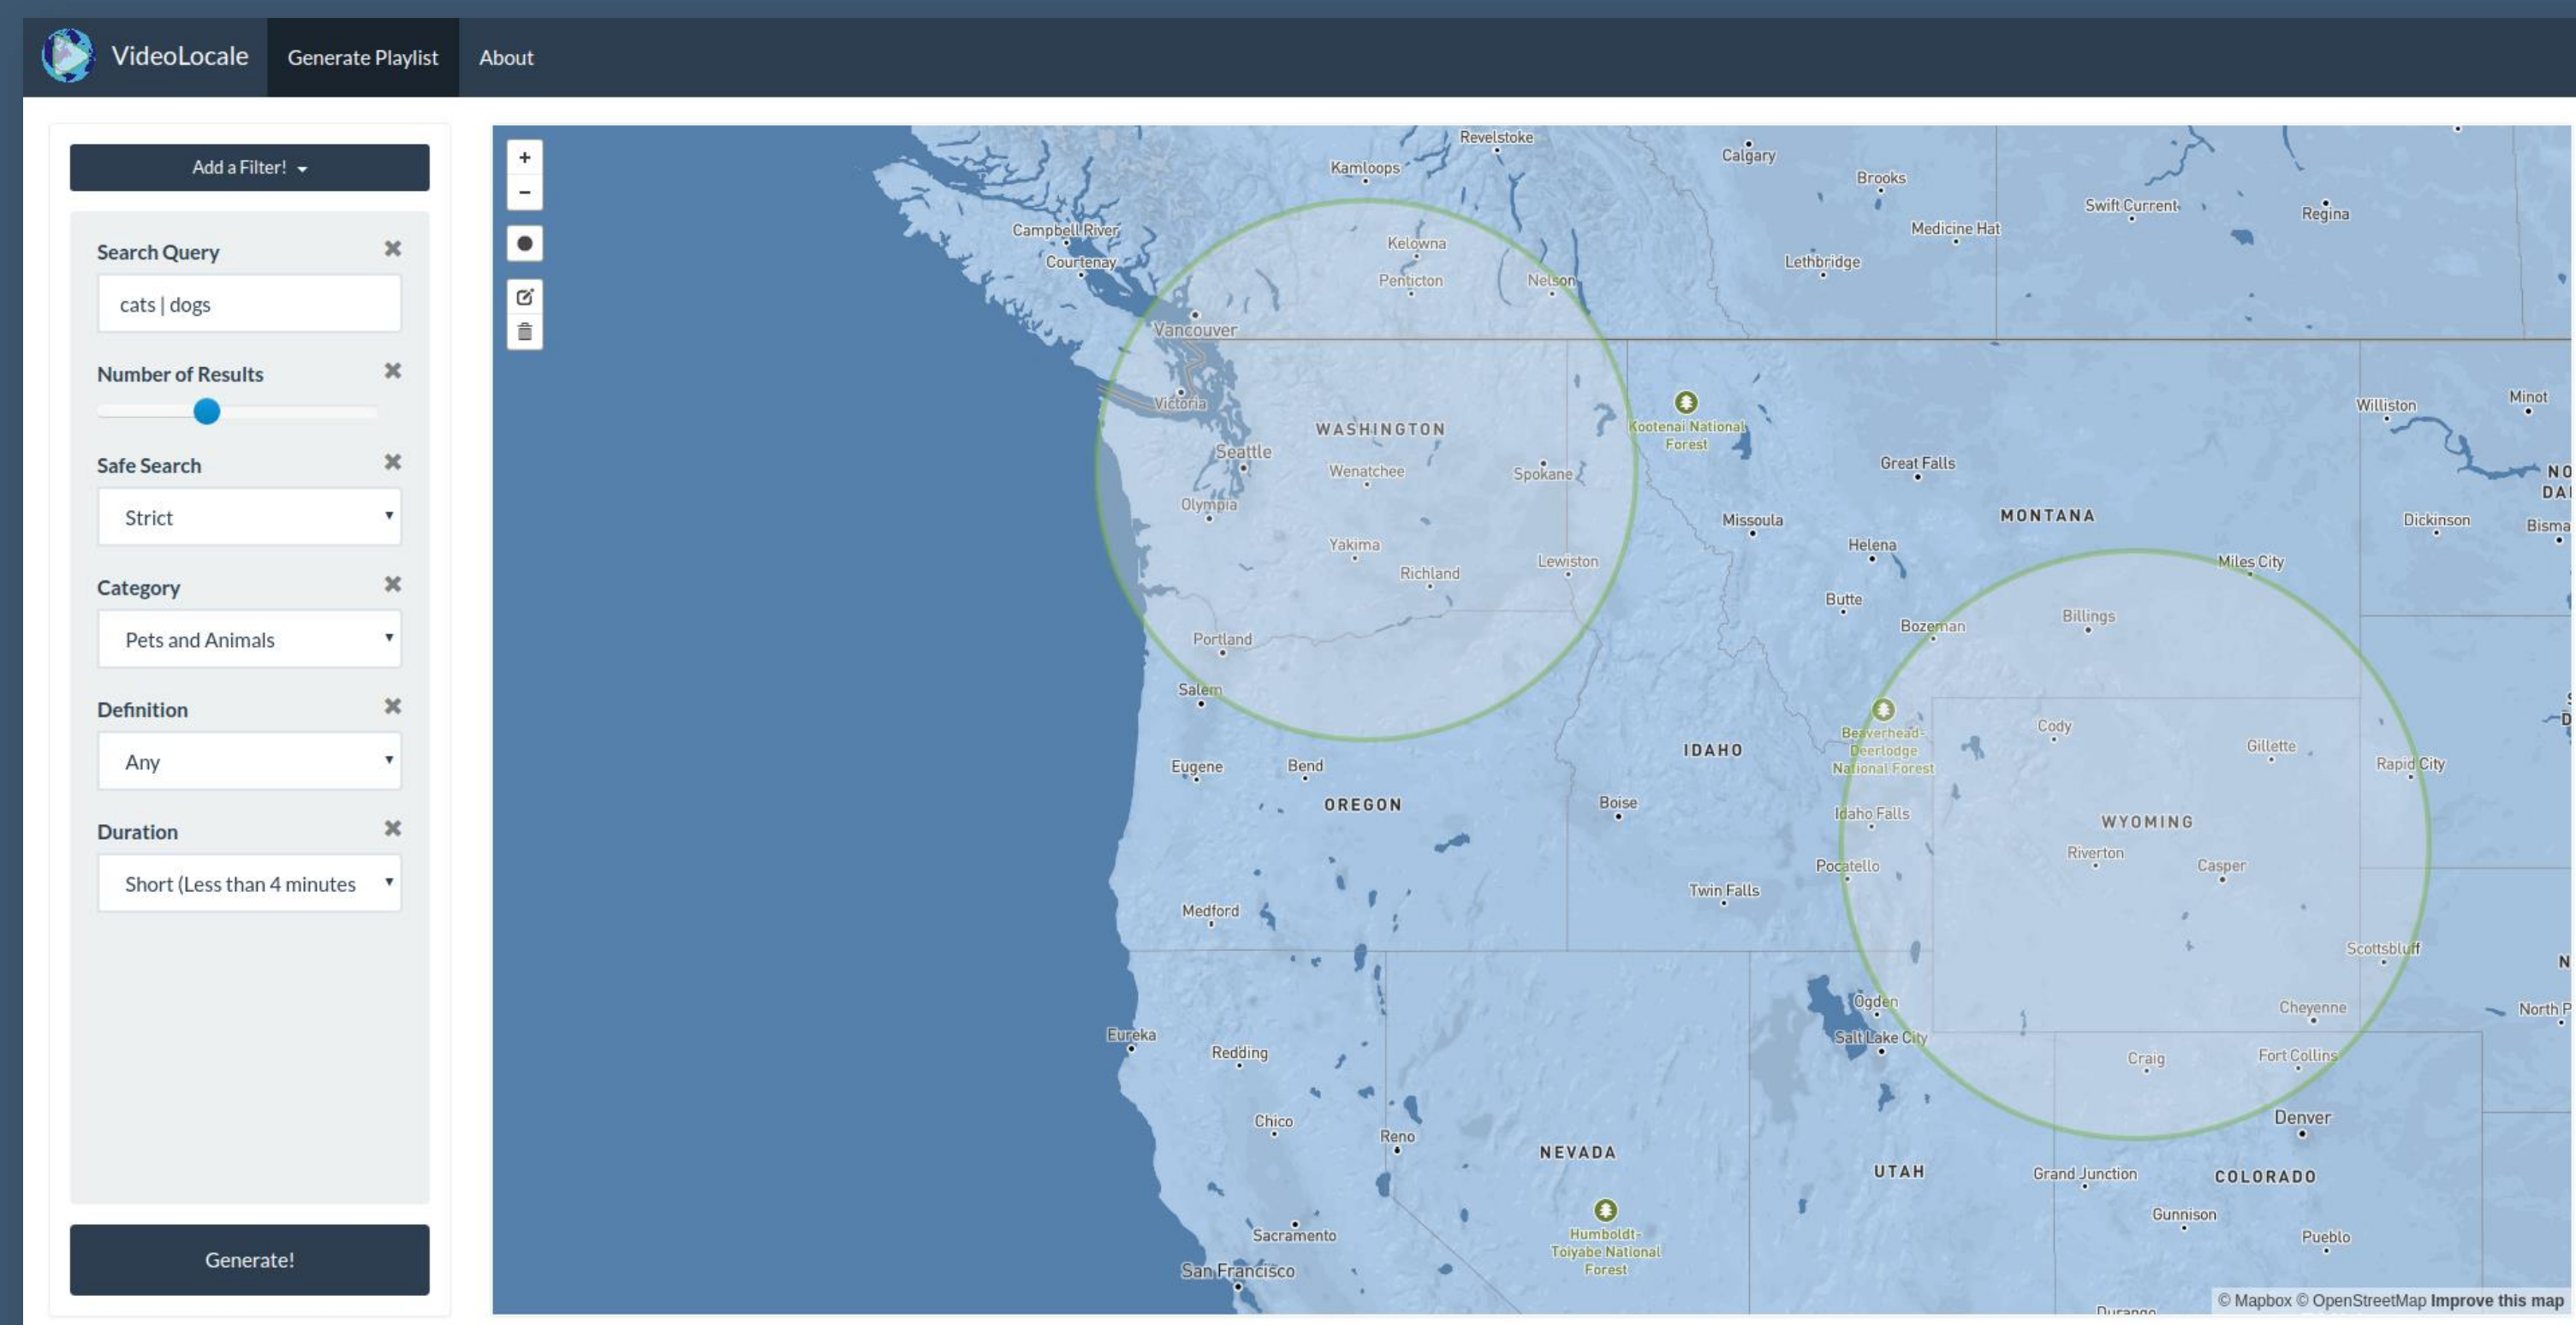 VideoLocale
Generate Playlist
About
Add a Filter!
Search Query
cats | dogs
Number of Results
Safe Search
Strict
Category
Pets and Animals
Definition
Any
Duration
Short (Less than 4 minutes
Generate!
+
−
Revelstoke
Kamloops
Calgary
Brooks
Swift Current
Regina
Campbell River
Kelowna
Medicine Hat
Courtenay
Penticton
Nelson
Lethbridge
Vancouver
Victoria
WASHINGTON
Kootenai National
Forest
Williston
Minot
Seattle
Wenatchee
Spokane
Great Falls
NO
DA
Olympia
Missoula
MONTANA
Dickinson
Bisma
Yakima
Richland
Lewiston
Helena
Miles City
Butte
Billings
Bozeman
Portland
Salem
Cody
Beaverhead-
Deerlodge
National Forest
Gillette
IDAHO
Eugene
Bend
Rapid City
OREGON
Boise
Idaho Falls
WYOMING
Riverton
Casper
Pocatello
Twin Falls
Medford
Scottsbluff
N
Ogden
Cheyenne
North P
Eureka
Salt Lake City
Redding
Craig
Fort Collins
Chico
Reno
Denver
NEVADA
UTAH
Grand Junction
COLORADO
Gunnison
Sacramento
Humboldt-
Toiyabe National
Forest
Pueblo
San Francisco
Durango
© Mapbox © OpenStreetMap Improve this map